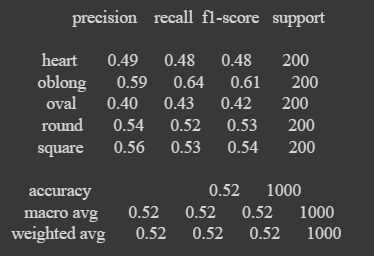 precision recall f1-score support
heart 0.49 0.48 0.48 200
oblong 0.59 0.64 0.61 200
oval 0.40 0.43 0.42 200
round 0.54 0.52 0.53 200
square 0.56 0.53 0.54 200
accuracy 0.52 1000
macro avg 0.52 0.52 0.52 1000
weighted avg 0.52 0.52 0.52 1000